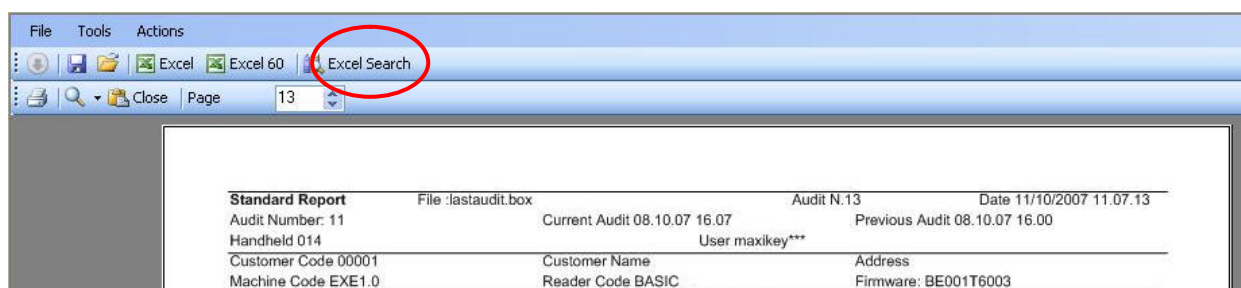 File Tools Actions
Excel Excel 60 Excel Search
Close Page 13
Standard Report File :lastaudit.box Audit N.13 Date 11/10/2007 11.07.13
Audit Number: 11 Current Audit 08.10.07 16.07 Previous Audit 08.10.07 16.00
Handheld 014 User maxikey***
Customer Code 00001 Customer Name Address
Machine Code EXE1.0 Reader Code BASIC Firmware: BE001T6003